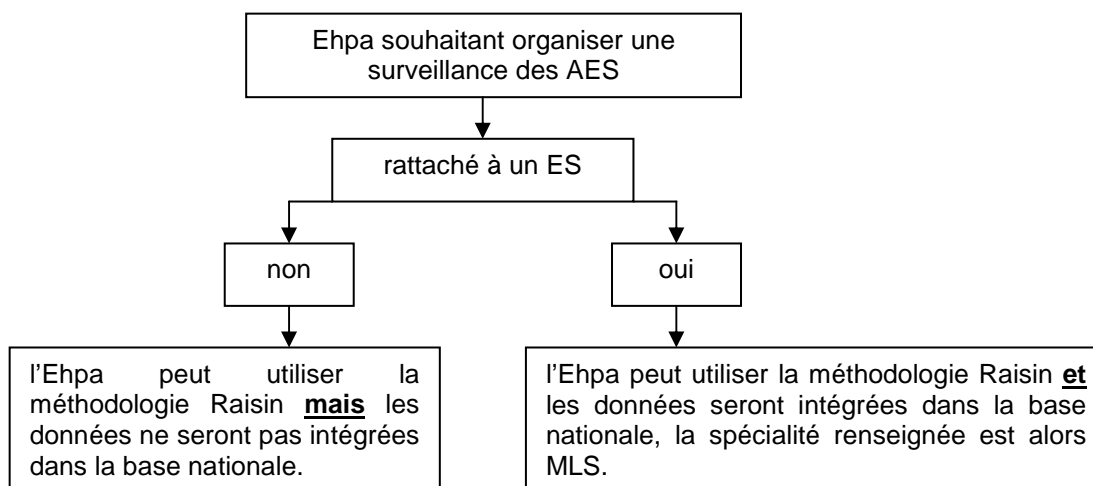 Ehpa souhaitant organiser une
surveillance des AES
rattaché à un ES
non
oui
l'Ehpa peut utiliser la
méthodologie Raisin mais les
données ne seront pas intégrées
dans la base nationale.
l'Ehpa peut utiliser la méthodologie Raisin et
les données seront intégrées dans la base
nationale, la spécialité renseignée est alors
MLS.